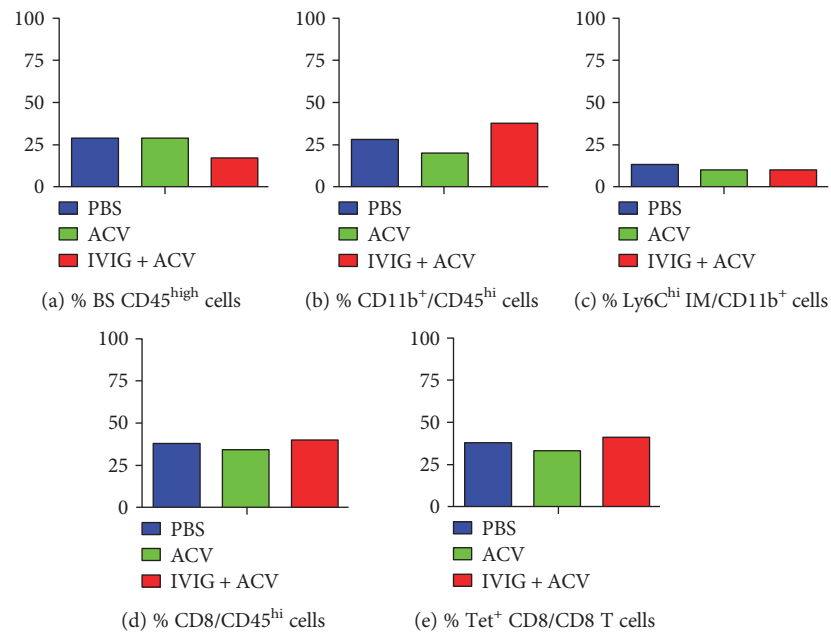 100
75
50
25
0
PBS
ACV
IVIG + ACV
(a) % BS CD45high cells
100
75
50
25
0
PBS
ACV
IVIG + ACV
(b) % CD11b+/CD45hi cells
100
75
50
25
0
PBS
ACV
IVIG + ACV
(c) % Ly6Chi IM/CD11b+ cells
100
75
50
25
0
PBS
ACV
IVIG + ACV
(d) % CD8/CD45hi cells
100
75
50
25
0
PBS
ACV
IVIG + ACV
(e) % Tet+ CD8/CD8 T cells